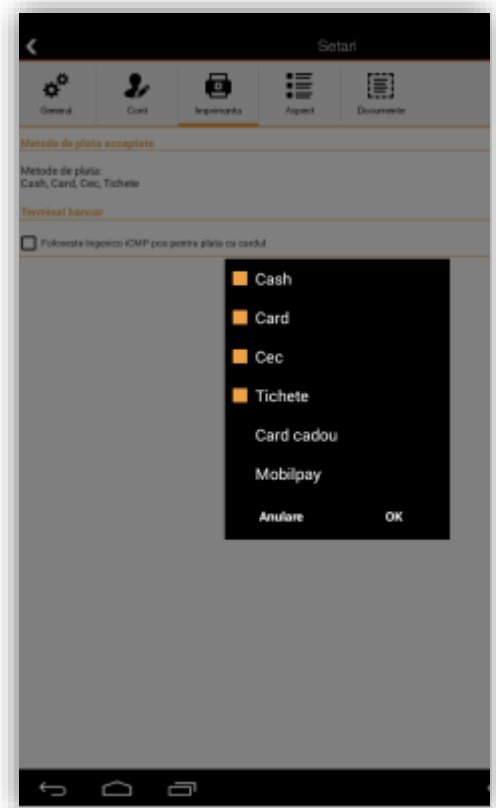 Setari
General
Cont
Imprimanta
Aspect
Documente
Metode de plata acceptate
Metode de plata:
Cash, Card, Cec, Tichete
Terminal bancar
Foloseste Ingenico iCMP pos pentru plata cu cardul
Cash
Card
Cec
Tichete
Card cadou
Mobilpay
Anulare
OK